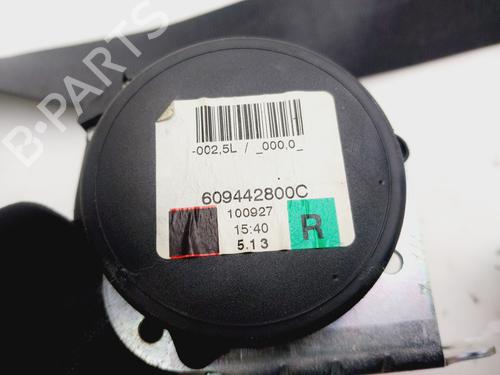 B-PARTS
-002,5L / _000,0_
609442800C
100927
15:40
5.13
R